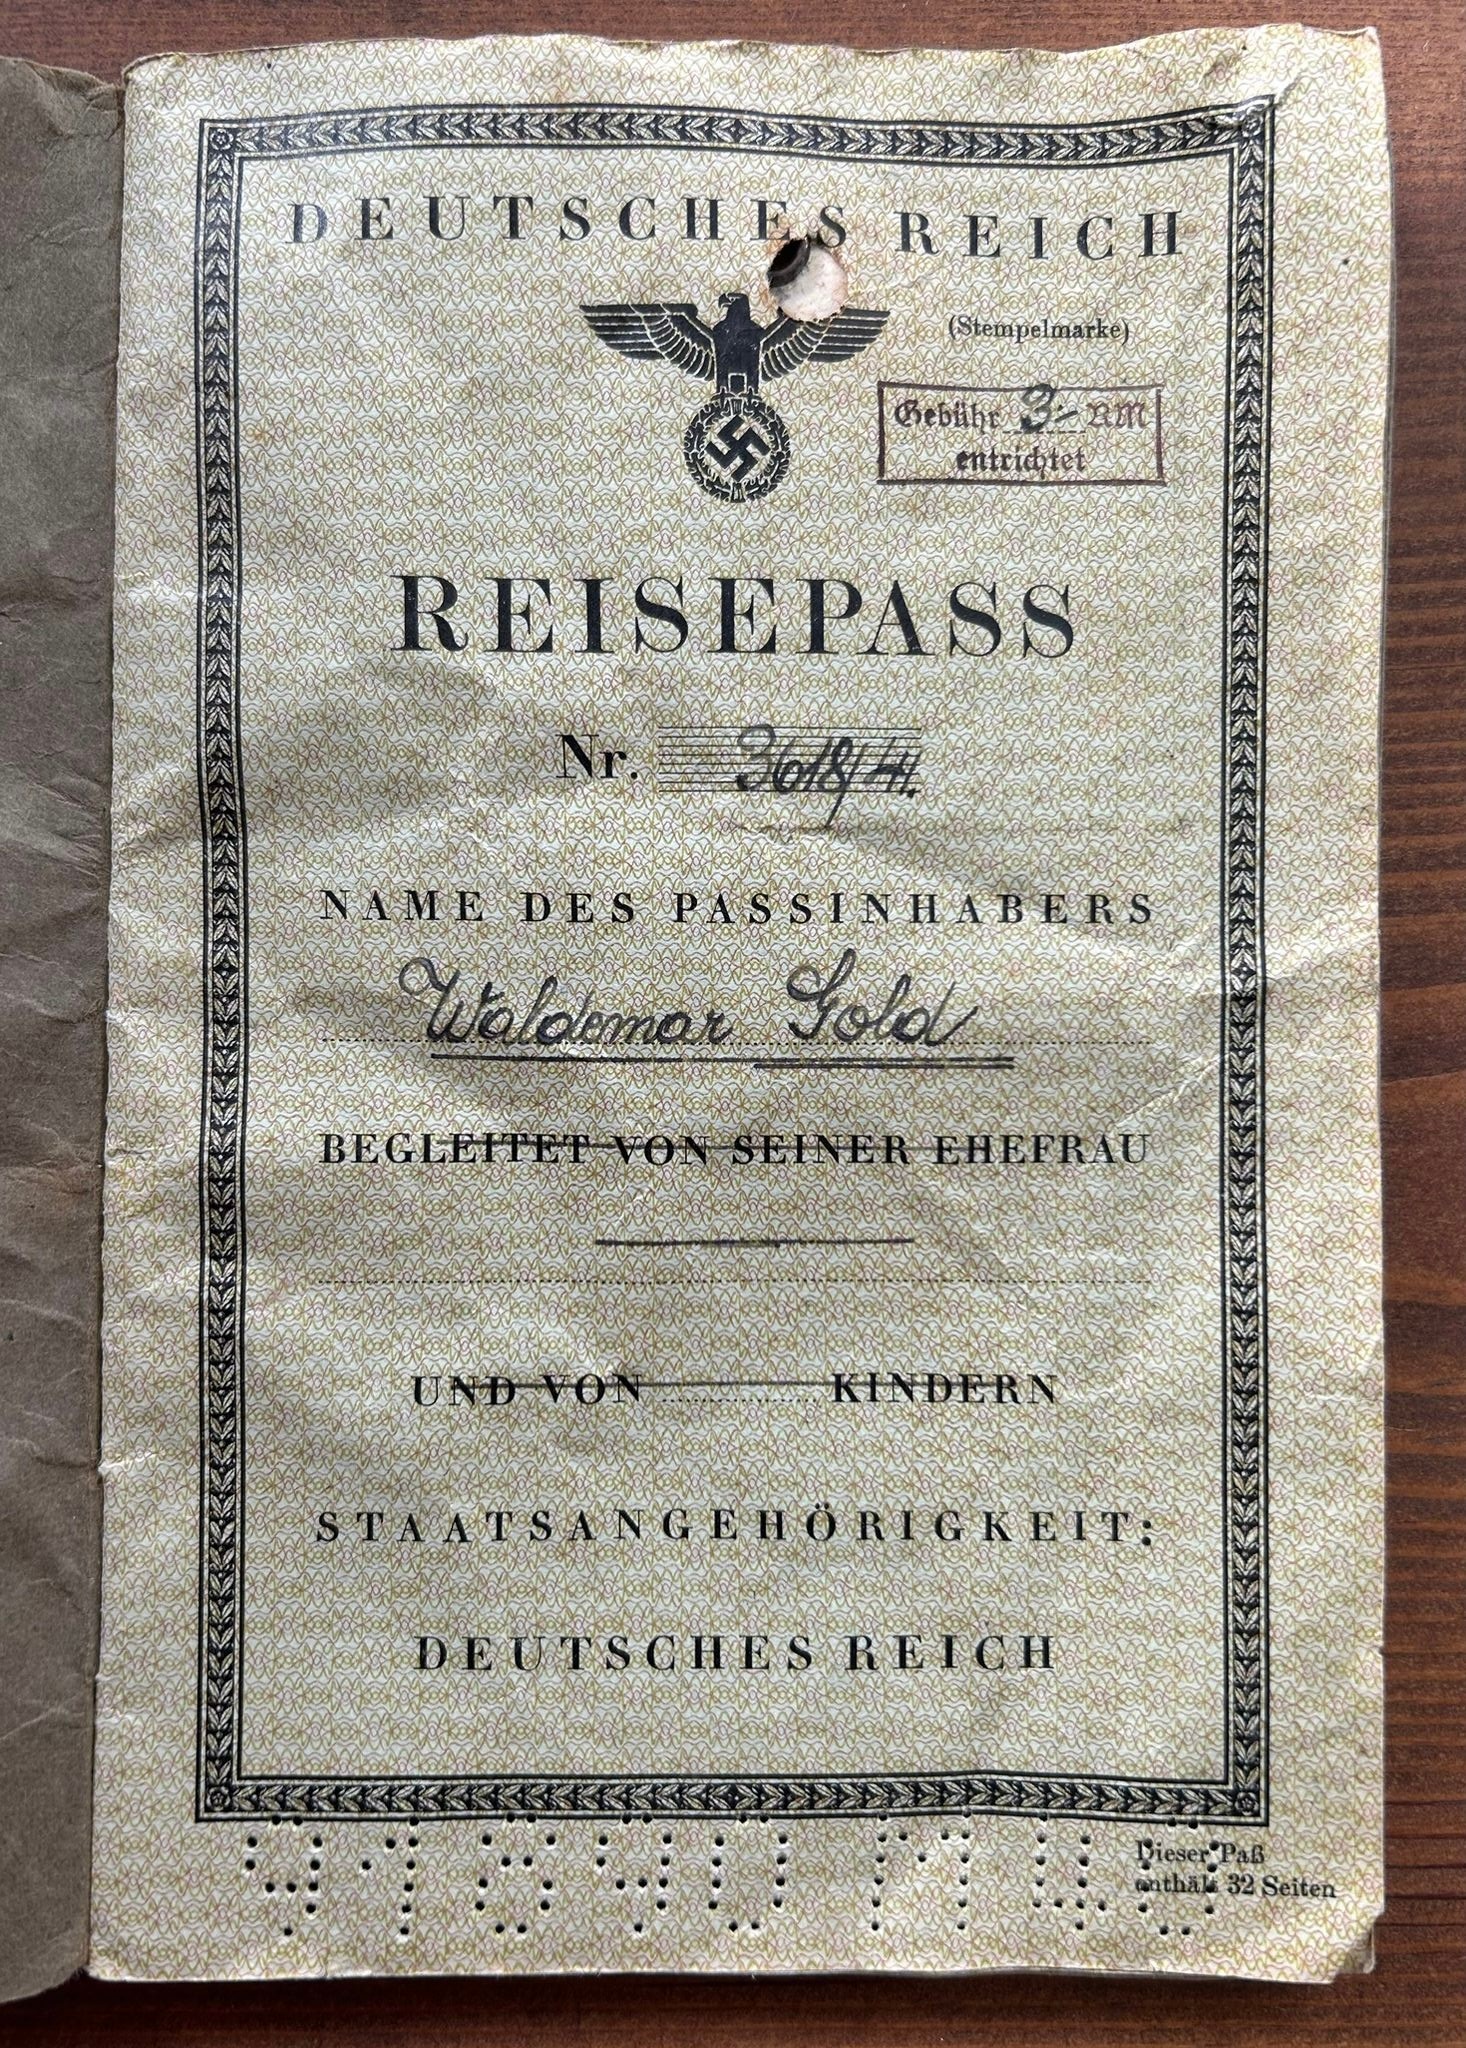 DEUTSCHES REICH
(Stempelmarke)
Gebühr 3.- RM
entrichtet
REISEPASS
Nr. 3618/41.
NAME DES PASSINHABERS
Waldemar Gold
BEGLEITET VON SEINER EHEFRAU
UND VON KINDERN
STAATSANGEHÖRIGKEIT:
DEUTSCHES REICH
Dieser Paß
enthält 32 Seiten